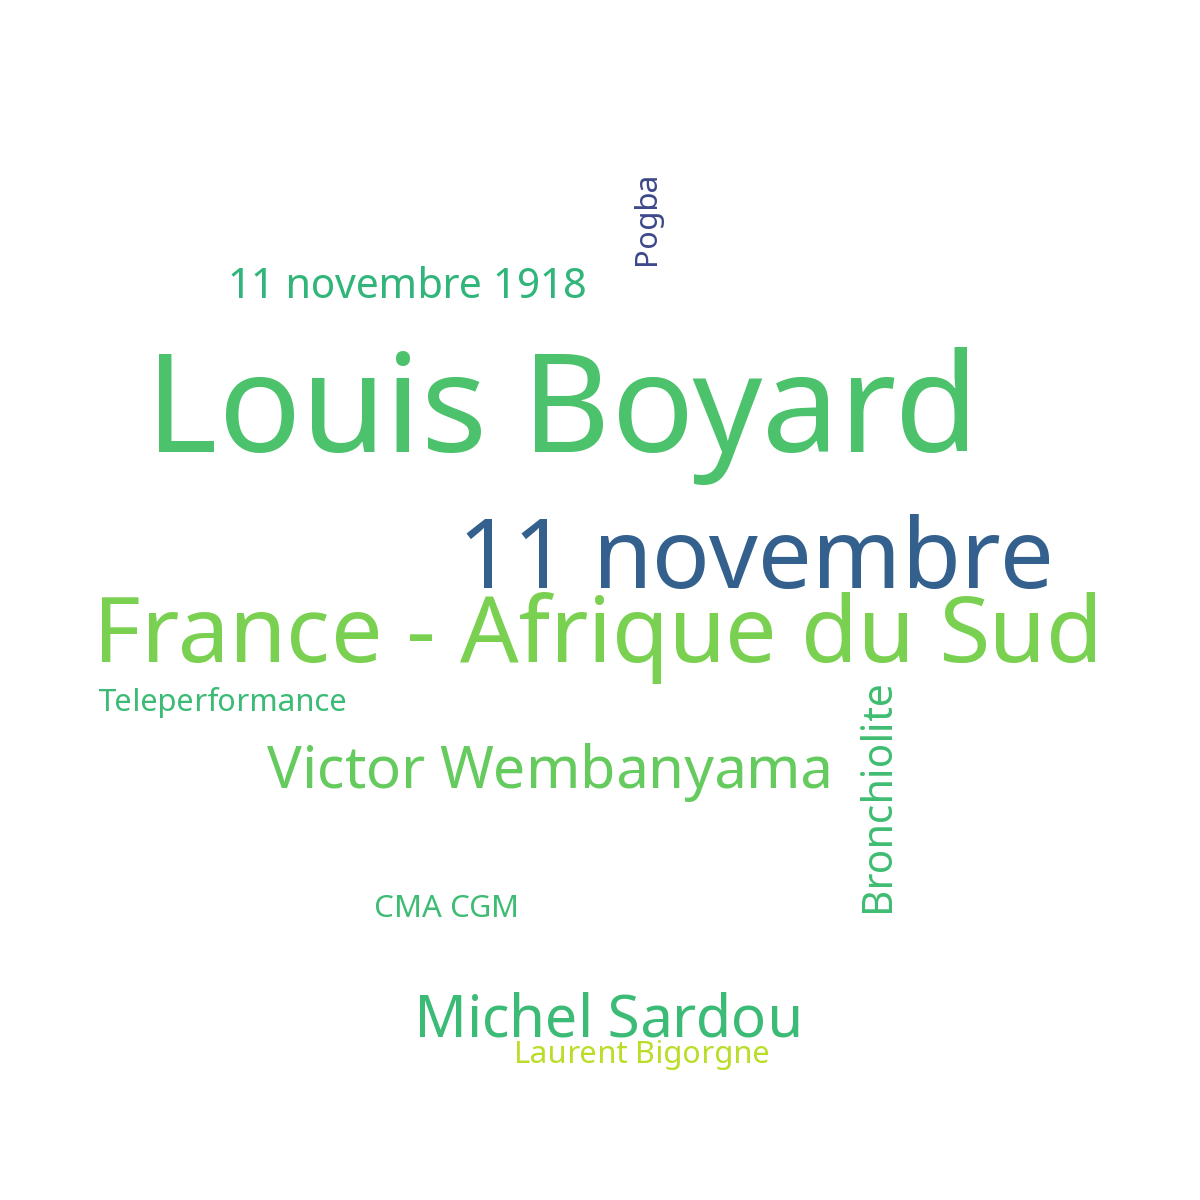 Pogba
11 novembre 1918
Louis Boyard
11 novembre
France - Afrique du Sud
Teleperformance
Victor Wembanyama
Bronchiolite
CMA CGM
Michel Sardou
Laurent Bigorgne